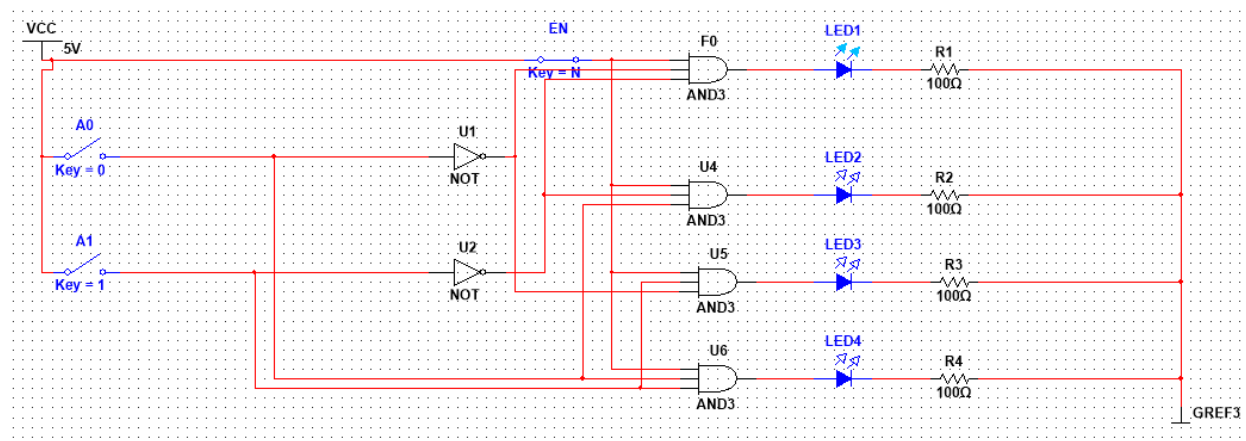 VCC
5V
EN
Key = N
F0
AND3
LED1
R1
100Ω
A0
Key = 0
U1
NOT
U4
AND3
LED2
R2
100Ω
A1
Key = 1
U2
NOT
U5
AND3
LED3
R3
100Ω
U6
AND3
LED4
R4
100Ω
GREF3